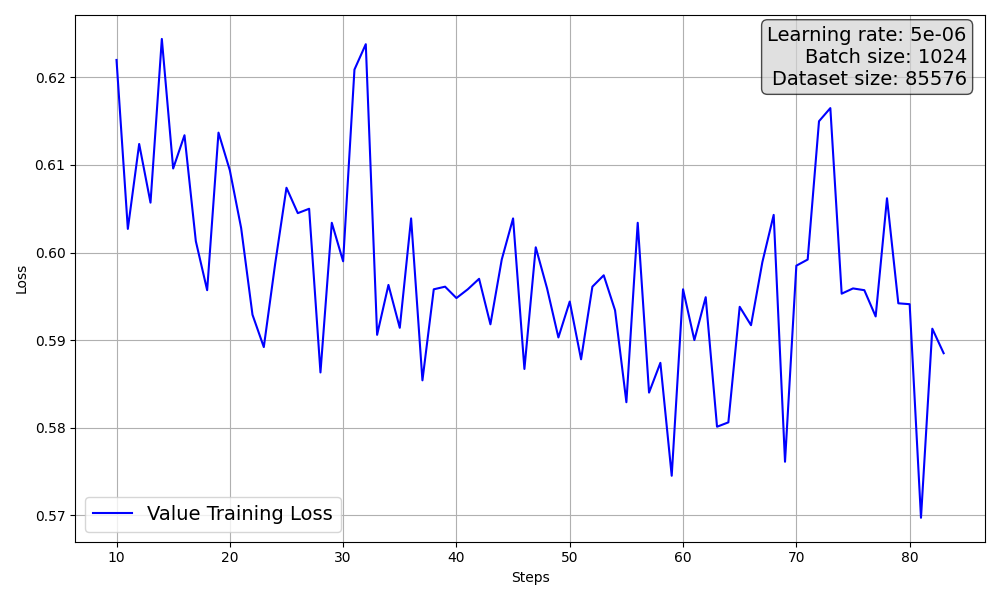 Learning rate: 5e-06
Batch size: 1024
Dataset size: 85576
0.62
0.61
0.60
0.59
0.58
0.57
Loss
Value Training Loss
10 20 30 40 50 60 70 80
Steps